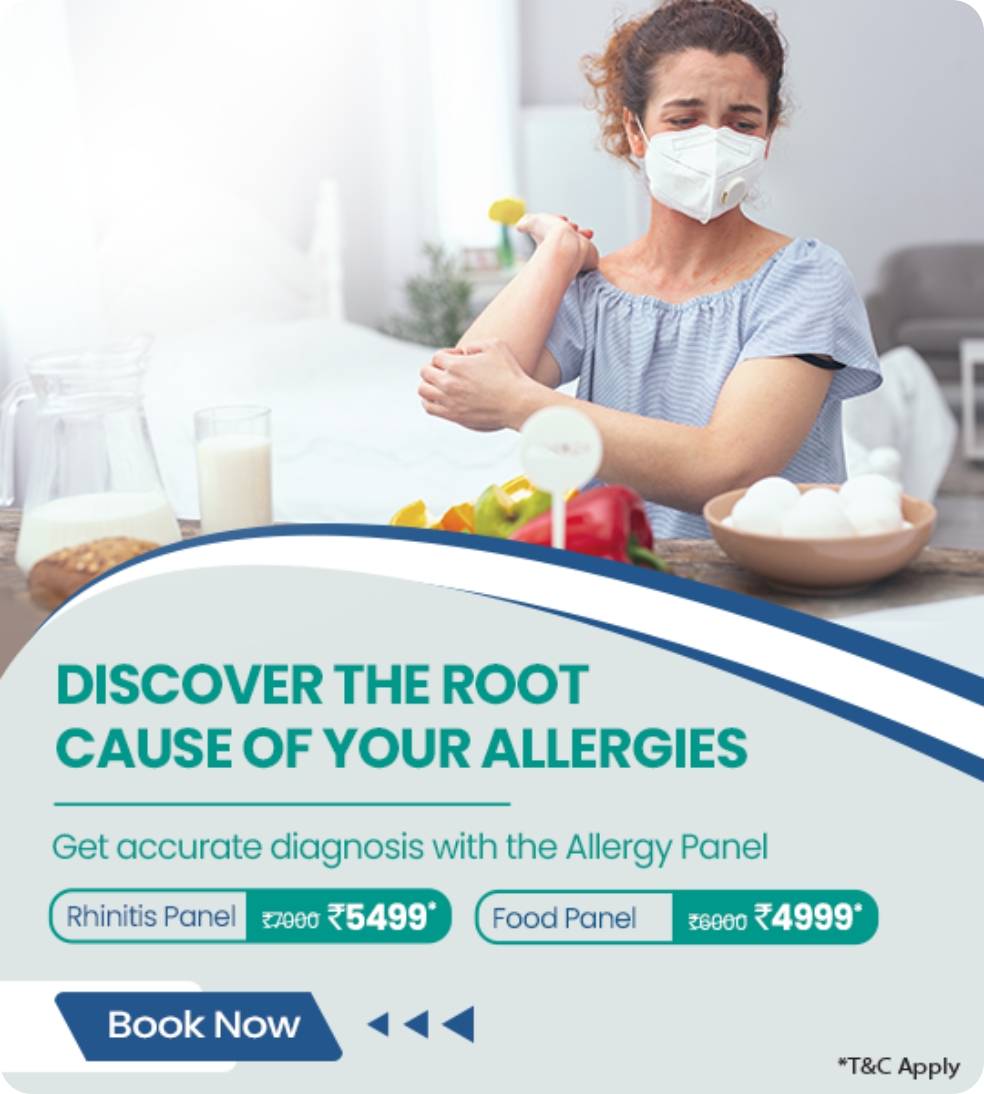 DISCOVER THE ROOT
CAUSE OF YOUR ALLERGIES
Get accurate diagnosis with the Allergy Panel
Rhinitis Panel ₹7000 ₹5499*
Food Panel ₹6000 ₹4999*
Book Now
*T&C Apply